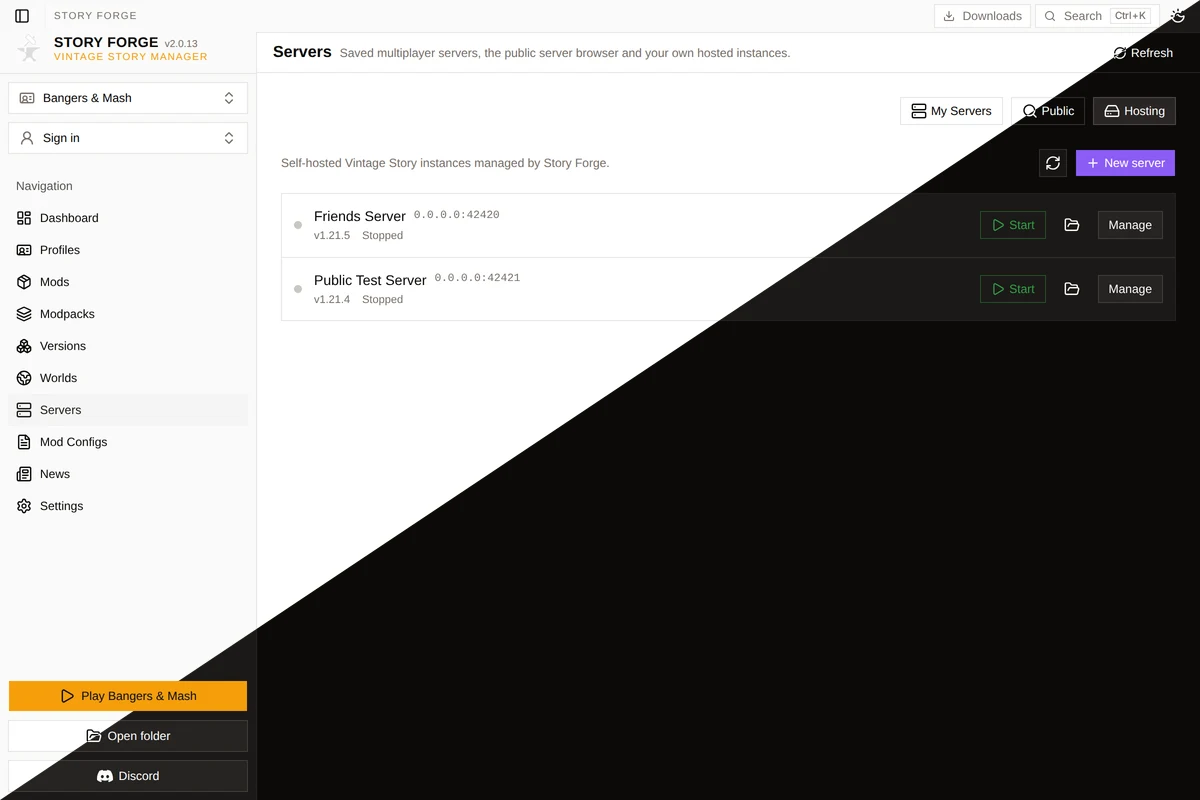 STORY FORGE
Downloads
Search Ctrl+K
STORY FORGE v2.0.13
VINTAGE STORY MANAGER
Servers Saved multiplayer servers, the public server browser and your own hosted instances.
Refresh
Bangers & Mash
Sign in
My Servers
Public
Hosting
Self-hosted Vintage Story instances managed by Story Forge.
New server
Navigation
Dashboard
Profiles
Mods
Modpacks
Versions
Worlds
Servers
Mod Configs
News
Settings
Friends Server 0.0.0.0:42420
v1.21.5 Stopped
Start
Manage
Public Test Server 0.0.0.0:42421
v1.21.4 Stopped
Start
Manage
Play Bangers & Mash
Open folder
Discord